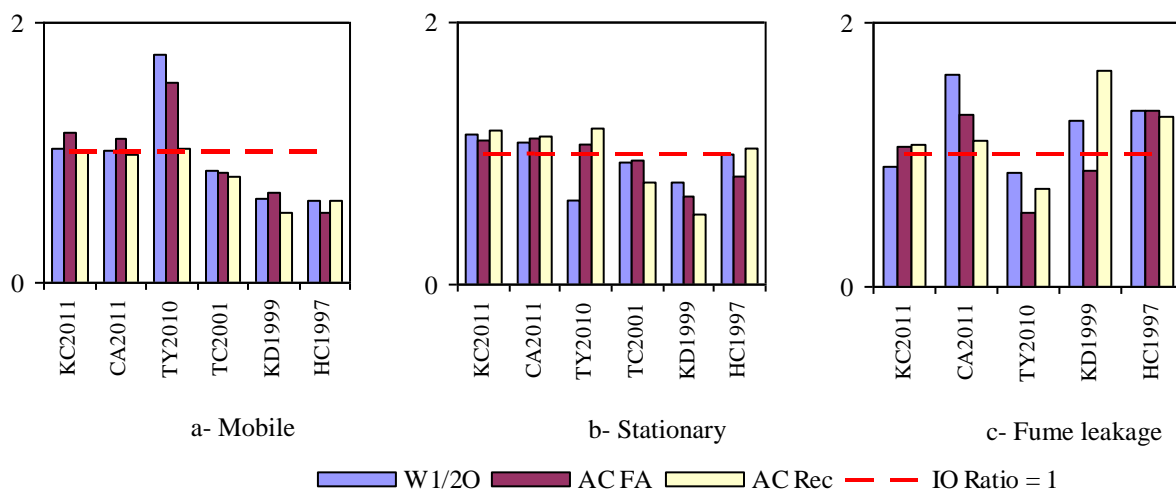 2
0
KC2011
CA2011
TY2010
TC2001
KD1999
HC1997
a- Mobile
2
0
KC2011
CA2011
TY2010
TC2001
KD1999
HC1997
b- Stationary
2
0
KC2011
CA2011
TY2010
KD1999
HC1997
c- Fume leakage
W1/2O AC FA AC Rec IO Ratio = 1